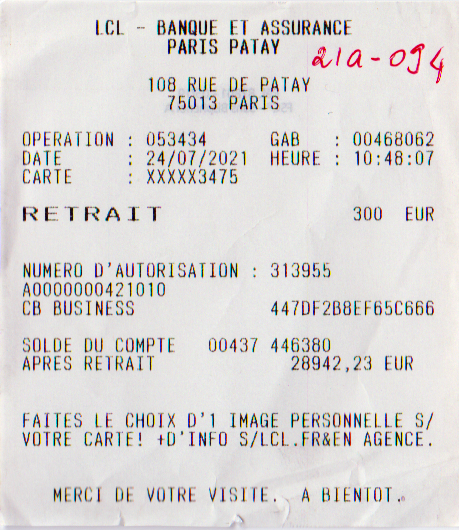 LCL - BANQUE ET ASSURANCE
PARIS PATAY
21a-094
108 RUE DE PATAY
75013 PARIS
OPERATION : 053434 GAB : 00468062
DATE : 24/07/2021 HEURE : 10:48:07
CARTE : XXXXX3475
RETRAIT 300 EUR
NUMERO D'AUTORISATION : 313955
A0000000421010
CB BUSINESS 447DF2B8EF65C666
SOLDE DU COMPTE 00437 446380
APRES RETRAIT 28942,23 EUR
FAITES LE CHOIX D'1 IMAGE PERSONNELLE S/
VOTRE CARTE! +D'INFO S/LCL.FR&EN AGENCE.
MERCI DE VOTRE VISITE. A BIENTOT.